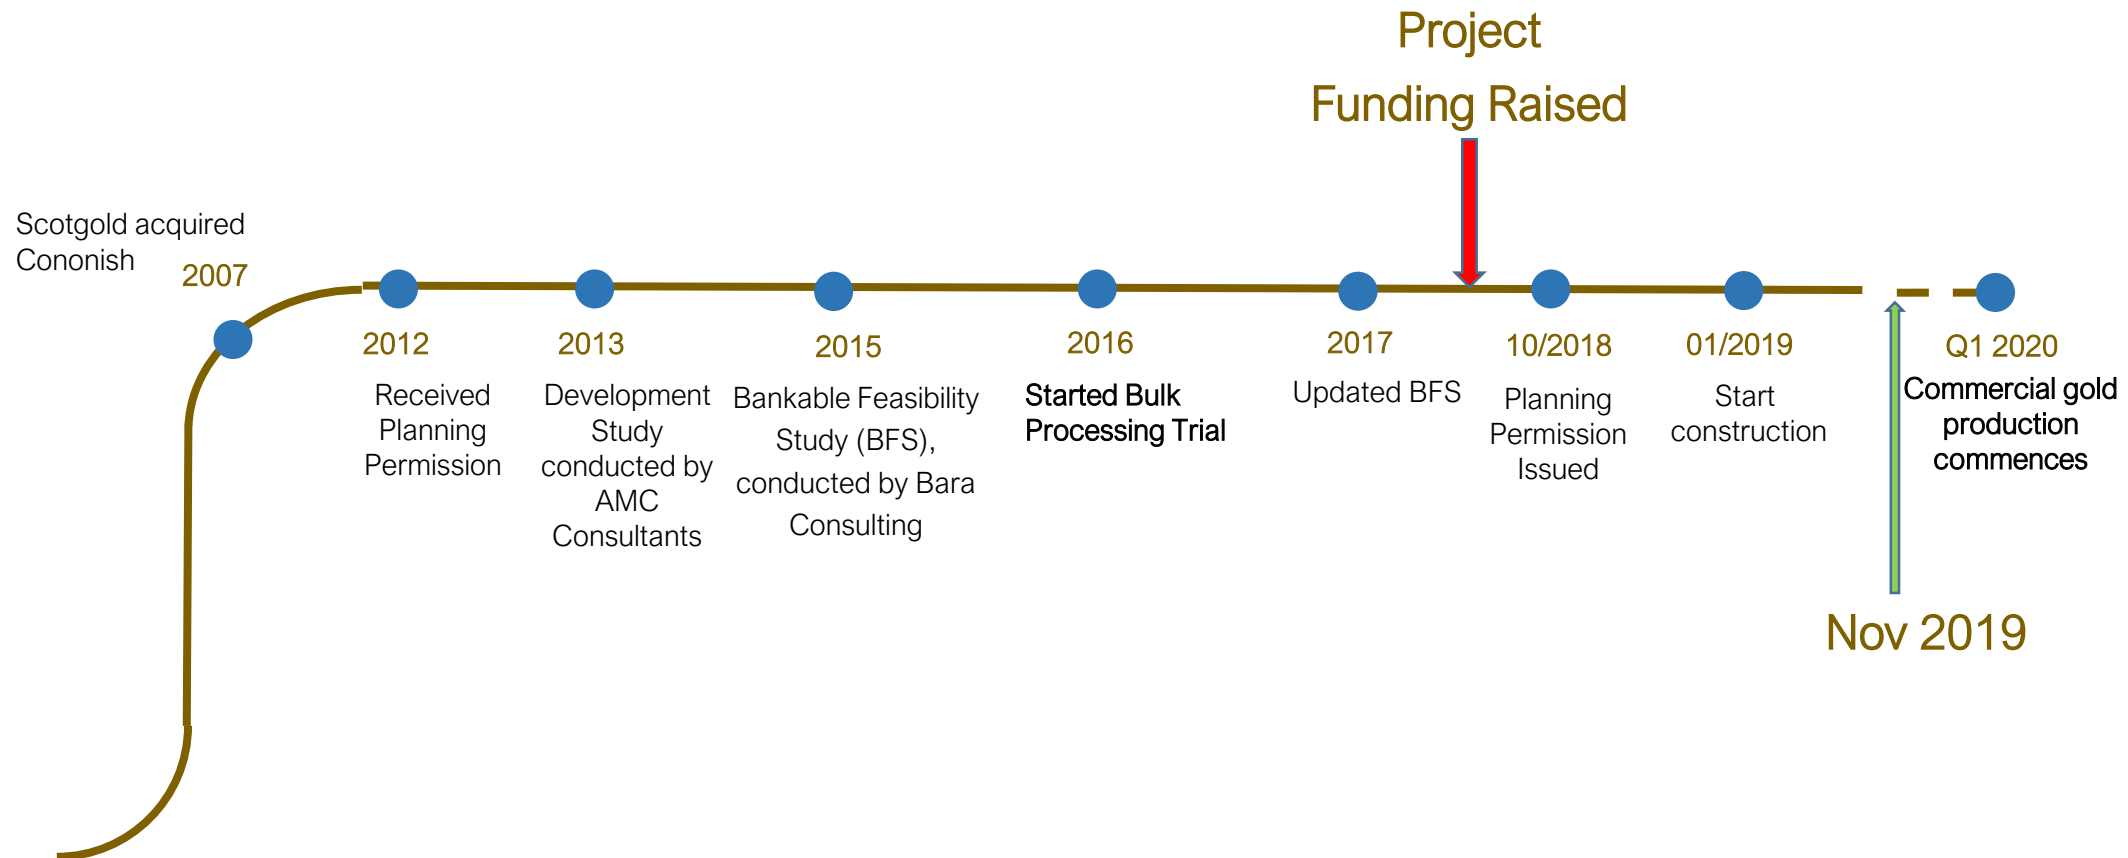 Project
Funding Raised
Scotgold acquired
Cononish
2007
2012
Received
Planning
Permission
2013
Development
Study
conducted by
AMC
Consultants
2015
Bankable Feasibility
Study (BFS),
conducted by Bara
Consulting
2016
Started Bulk
Processing Trial
2017
Updated BFS
10/2018
Planning
Permission
Issued
01/2019
Start
construction
Q1 2020
Commercial gold
production
commences
Nov 2019